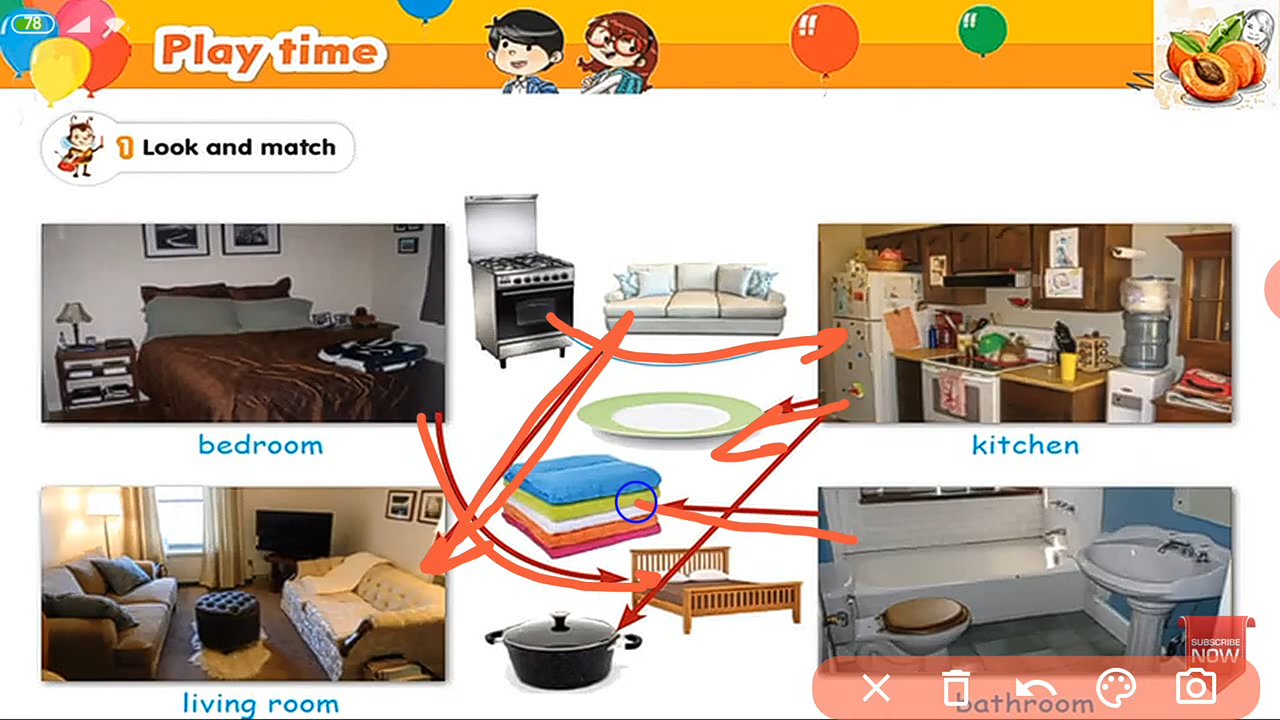 78
Play time
1 Look and match
bedroom
kitchen
living room
bathroom
SUBSCRIBE
NOW